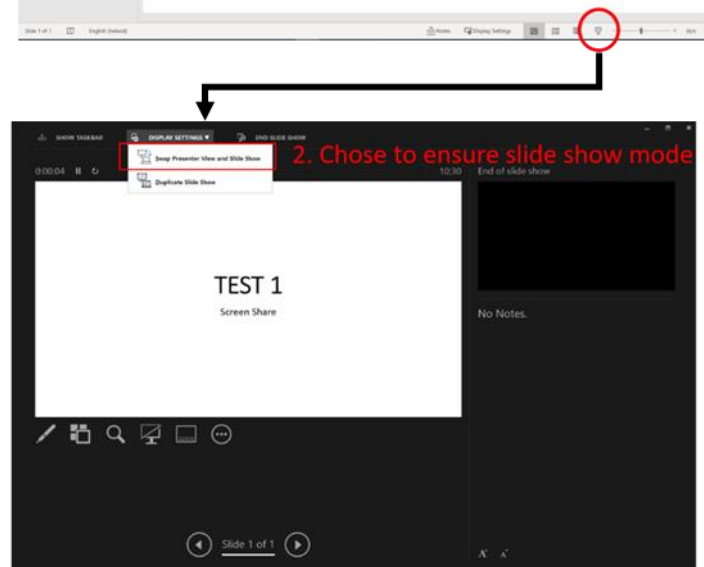 Slide 1 of 1 English (Ireland) Notes Display Settings
SHOW TASKBAR DISPLAY SETTINGS ▼ END SLIDE SHOW
Swap Presenter View and Slide Show
2. Chose to ensure slide show mode
0:00:04 10:30 End of slide show
Duplicate Slide Show
TEST 1
Screen Share
No Notes.
Slide 1 of 1
A A